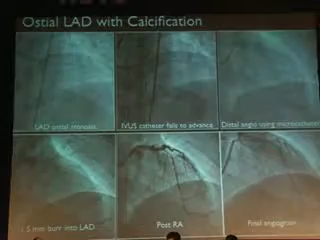 Ostial LAD with Calcification
LAD ostial stenosis
IVUS catheter fails to advance
Distal angio using microcatheter
1.5 mm burr into LAD
Post RA
Final angiogram